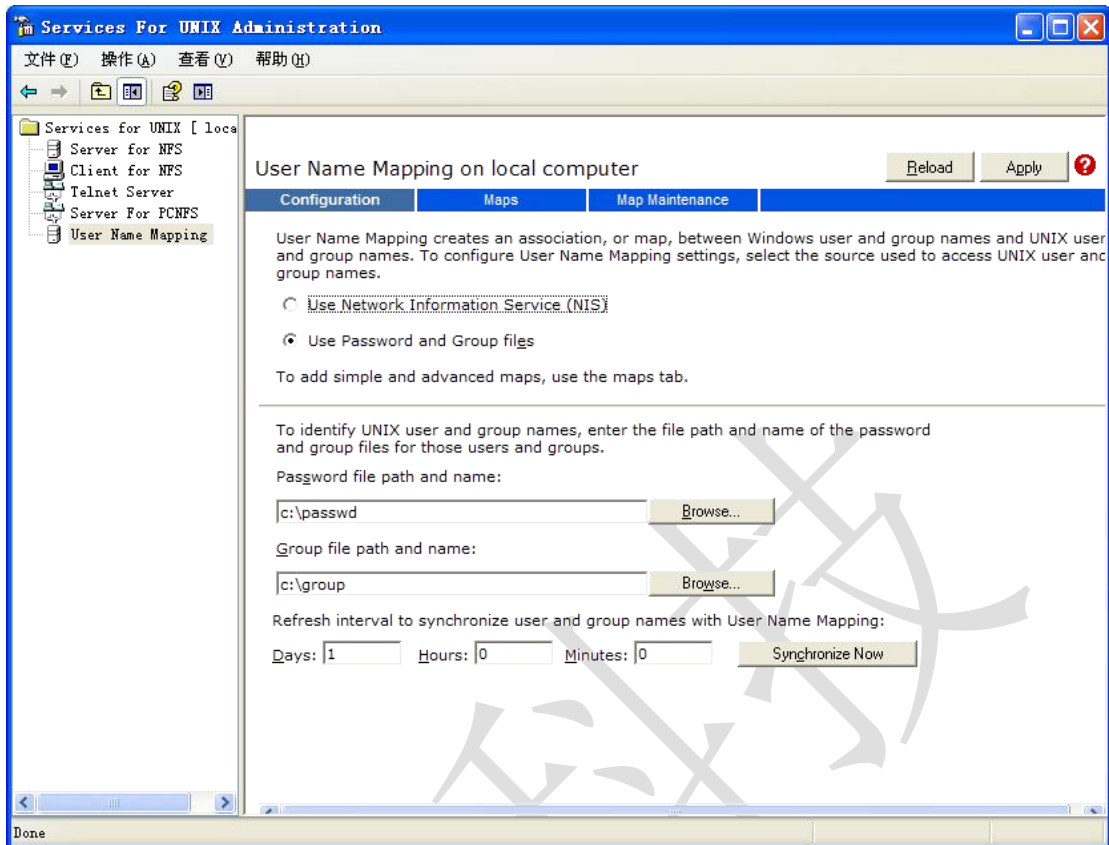 Services For UNIX Administration
文件(F) 操作(A) 查看(V) 帮助(H)
Services for UNIX [ loca
Server for NFS
Client for NFS
Telnet Server
Server For PCNFS
User Name Mapping
User Name Mapping on local computer
Reload Apply
Configuration Maps Map Maintenance
User Name Mapping creates an association, or map, between Windows user and group names and UNIX user
and group names. To configure User Name Mapping settings, select the source used to access UNIX user and
group names.
Use Network Information Service (NIS)
Use Password and Group files
To add simple and advanced maps, use the maps tab.
To identify UNIX user and group names, enter the file path and name of the password
and group files for those users and groups.
Password file path and name:
c:\passwd Browse...
Group file path and name:
c:\group Browse...
Refresh interval to synchronize user and group names with User Name Mapping:
Days: 1 Hours: 0 Minutes: 0 Synchronize Now
科技
Done